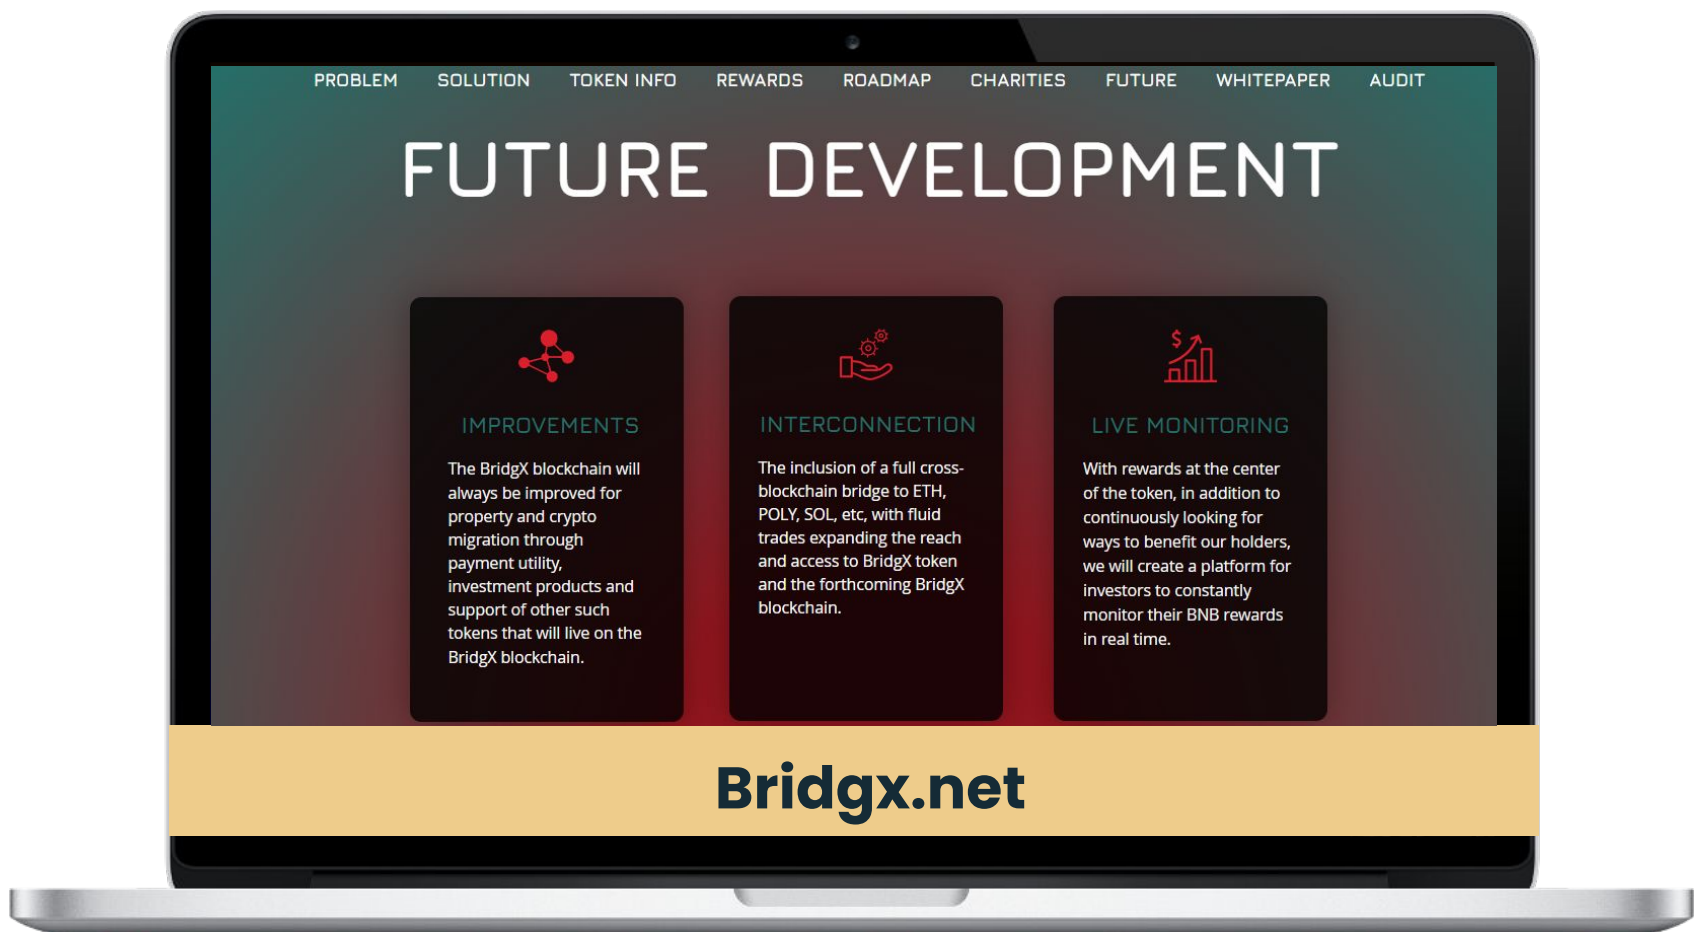 PROBLEM SOLUTION TOKEN INFO REWARDS ROADMAP CHARITIES FUTURE WHITEPAPER AUDIT
FUTURE DEVELOPMENT
IMPROVEMENTS
The BridgX blockchain will
always be improved for
property and crypto
migration through
payment utility,
investment products and
support of other such
tokens that will live on the
BridgX blockchain.
INTERCONNECTION
The inclusion of a full cross-
blockchain bridge to ETH,
POLY, SOL, etc, with fluid
trades expanding the reach
and access to BridgX token
and the forthcoming BridgX
blockchain.
LIVE MONITORING
With rewards at the center
of the token, in addition to
continuously looking for
ways to benefit our holders,
we will create a platform for
investors to constantly
monitor their BNB rewards
in real time.
Bridgx.net